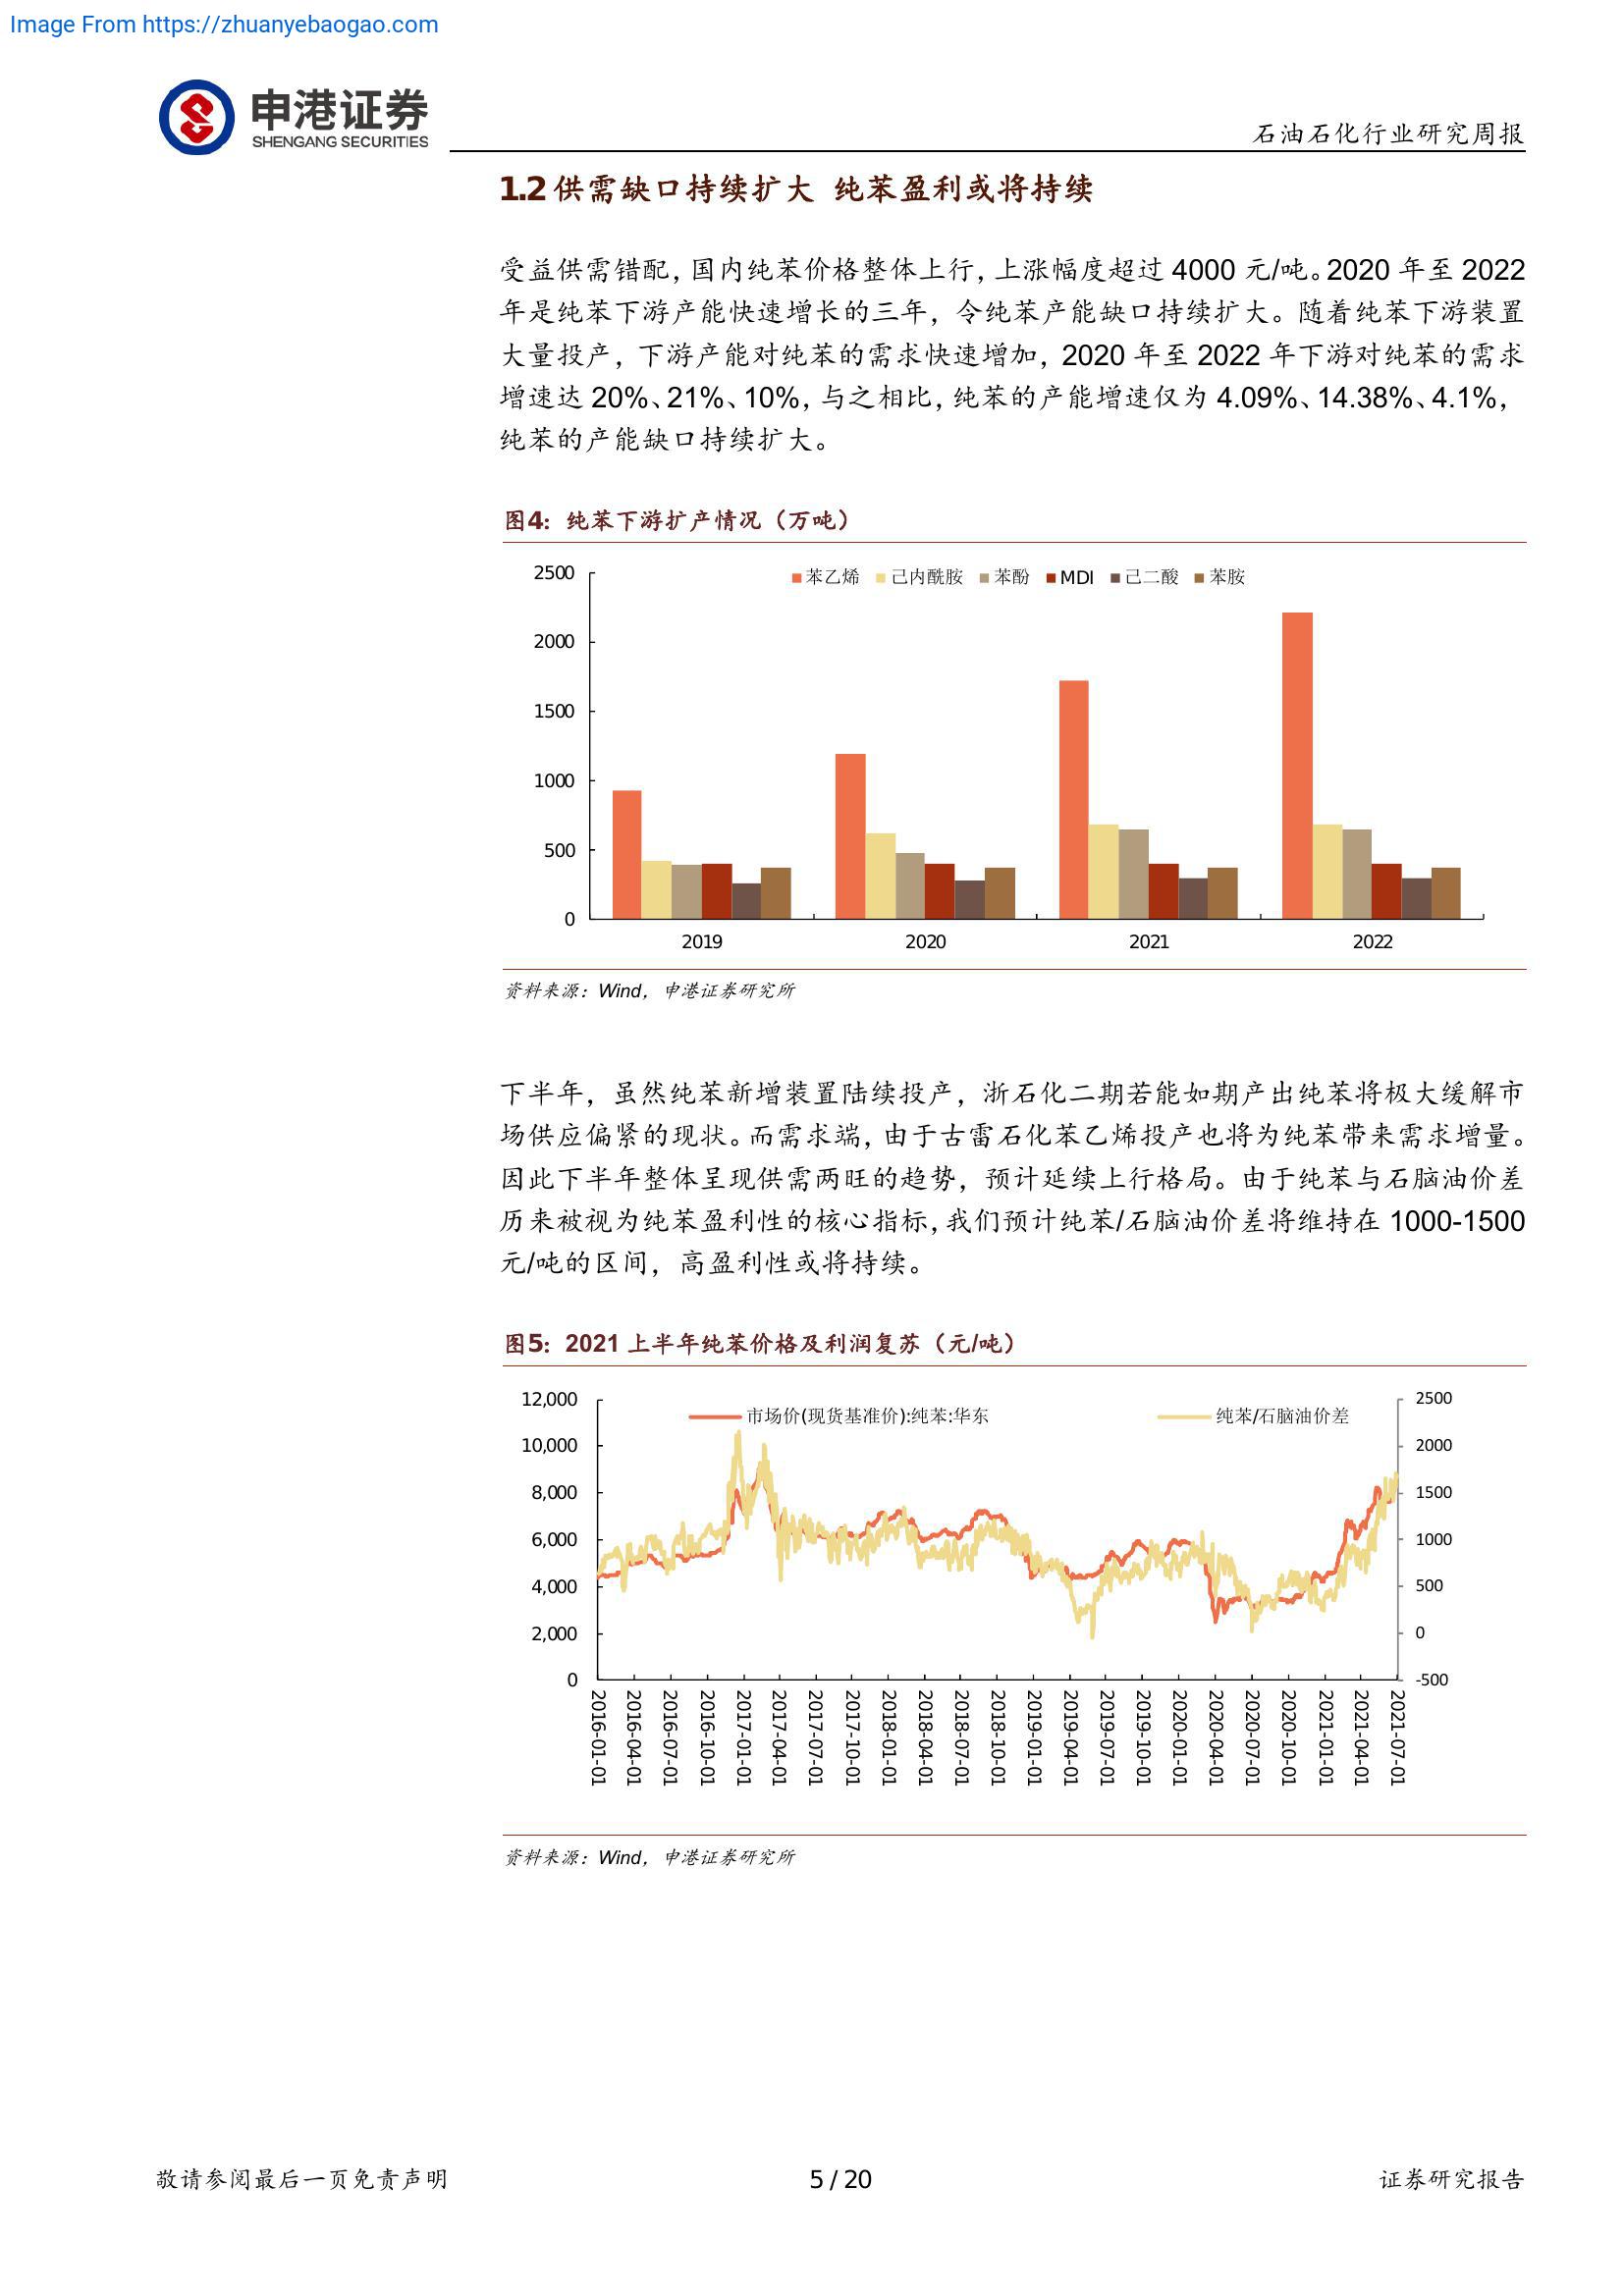 Image From https://zhuanyebaogao.com
申港证券
SHENGANG SECURITIES
石油石化行业研究周报
1.2 供需缺口持续扩大 纯苯盈利或将持续
受益供需错配，国内纯苯价格整体上行，上涨幅度超过 4000 元/吨。2020 年至 2022
年是纯苯下游产能快速增长的三年，令纯苯产能缺口持续扩大。随着纯苯下游装置
大量投产，下游产能对纯苯的需求快速增加，2020 年至 2022 年下游对纯苯的需求
增速达 20%、21%、10%，与之相比，纯苯的产能增速仅为 4.09%、14.38%、4.1%，
纯苯的产能缺口持续扩大。
图4：纯苯下游扩产情况（万吨）
苯乙烯 己内酰胺 苯酚 MDI 己二酸 苯胺
2500
2000
1500
1000
500
0
2019 2020 2021 2022
资料来源：Wind，申港证券研究所
下半年，虽然纯苯新增装置陆续投产，浙石化二期若能如期产出纯苯将极大缓解市
场供应偏紧的现状。而需求端，由于古雷石化苯乙烯投产也将为纯苯带来需求增量。
因此下半年整体呈现供需两旺的趋势，预计延续上行格局。由于纯苯与石脑油价差
历来被视为纯苯盈利性的核心指标，我们预计纯苯/石脑油价差将维持在 1000-1500
元/吨的区间，高盈利性或将持续。
图5：2021 上半年纯苯价格及利润复苏（元/吨）
市场价(现货基准价):纯苯:华东 纯苯/石脑油价差
12,000
10,000
8,000
6,000
4,000
2,000
0
2500
2000
1500
1000
500
0
-500
2016-01-01
2016-04-01
2016-07-01
2016-10-01
2017-01-01
2017-04-01
2017-07-01
2017-10-01
2018-01-01
2018-04-01
2018-07-01
2018-10-01
2019-01-01
2019-04-01
2019-07-01
2019-10-01
2020-01-01
2020-04-01
2020-07-01
2020-10-01
2021-01-01
2021-04-01
2021-07-01
资料来源：Wind，申港证券研究所
敬请参阅最后一页免责声明
5 / 20
证券研究报告